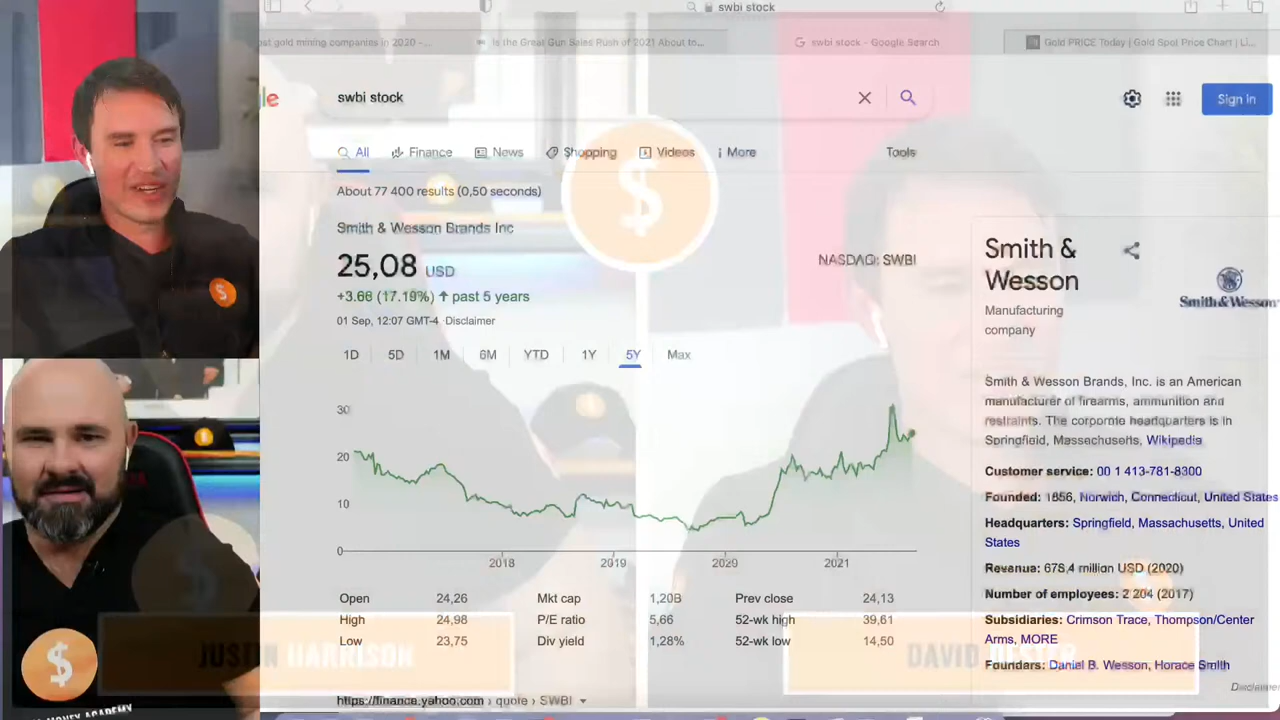 swbi stock
st gold mining companies in 2020 -...
Is the Great Gun Sales Rush of 2021 About to...
swbi stock - Google Search
Gold PRICE Today | Gold Spot Price Chart | Li...
le
swbi stock
Sign in
All
Finance
News
Shopping
Videos
More
Tools
About 77 400 results (0,50 seconds)
Smith & Wesson Brands Inc
25,08 USD
NASDAQ: SWBI
+3.66 (17.19%) ↑ past 5 years
01 Sep, 12:07 GMT-4 · Disclaimer
1D 5D 1M 6M YTD 1Y 5Y Max
30
20
10
0
2018 2019 2020 2021
Open 24,26 Mkt cap 1,20B Prev close 24,13
High 24,98 P/E ratio 5,66 52-wk high 39,61
Low 23,75 Div yield 1,28% 52-wk low 14,50
https://finance.yahoo.com › quote › SWBI
Smith &
Wesson
Manufacturing
company
Smith & Wesson
Smith & Wesson Brands, Inc. is an American
manufacturer of firearms, ammunition and
restraints. The corporate headquarters is in
Springfield, Massachusetts, Wikipedia
Customer service: 00 1 413-781-8300
Founded: 1856, Norwich, Connecticut, United States
Headquarters: Springfield, Massachusetts, United
States
Revenue: 678,4 million USD (2020)
Number of employees: 2 204 (2017)
Subsidiaries: Crimson Trace, Thompson/Center
Arms, MORE
Founders: Daniel B. Wesson, Horace Smith
Disclaimer
$
$
JUSTIN HARRISON
DAVID
MONEY ACADEMY